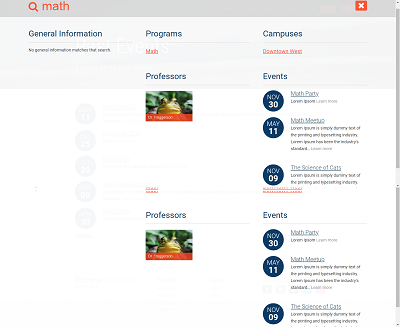 math
General Information
No general information matches that search.
Programs
Math
Campuses
Downtown West
Professors
Dr. Froggerson
Events
NOV
30
Math Party
Lorem Ipsum Learn more
MAY
11
Math Meetup
Lorem Ipsum is simply dummy text of
the printing and typesetting industry.
Lorem Ipsum has been the industry's
standard... Learn more
NOV
09
The Science of Cats
Lorem Ipsum is simply dummy text of
the printing and typesetting industry.
Professors
Dr. Froggerson
Events
NOV
30
Math Party
Lorem Ipsum Learn more
MAY
11
Math Meetup
Lorem Ipsum is simply dummy text of
the printing and typesetting industry.
Lorem Ipsum has been the industry's
standard... Learn more
NOV
09
The Science of Cats
Lorem Ipsum is simply dummy text of
the printing and typesetting industry.